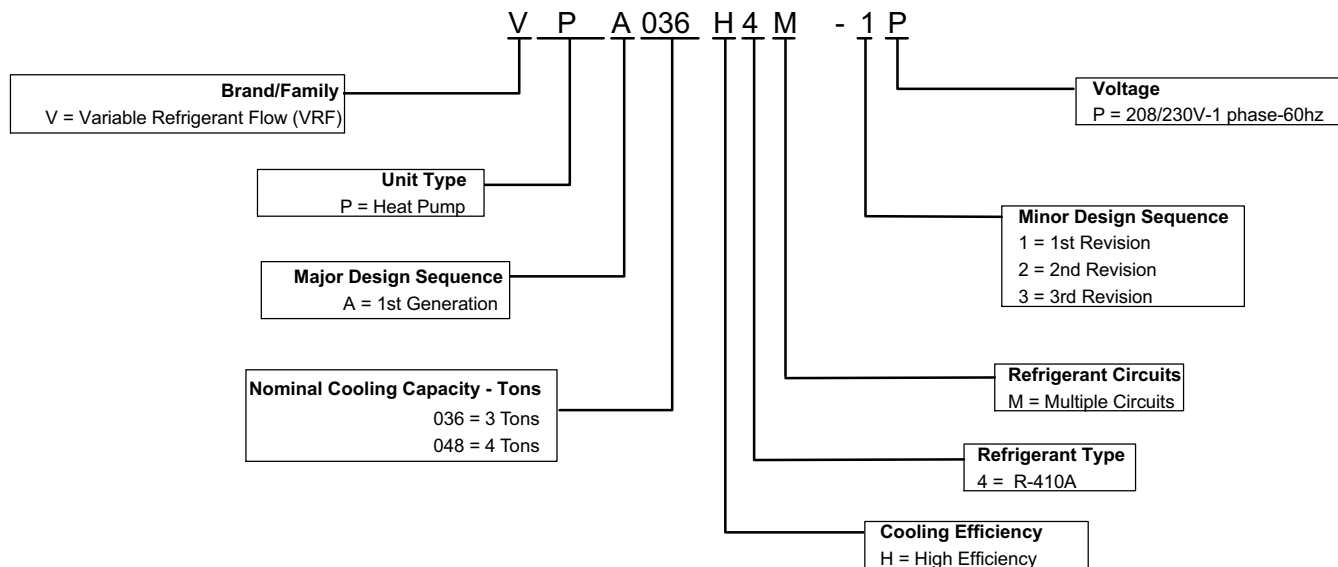 V P A 036 H 4 M - 1 P
Brand/Family
V = Variable Refrigerant Flow (VRF)
Voltage
P = 208/230V-1 phase-60hz
Unit Type
P = Heat Pump
Minor Design Sequence
1 = 1st Revision
2 = 2nd Revision
3 = 3rd Revision
Major Design Sequence
A = 1st Generation
Nominal Cooling Capacity - Tons
036 = 3 Tons
048 = 4 Tons
Refrigerant Circuits
M = Multiple Circuits
Refrigerant Type
4 = R-410A
Cooling Efficiency
H = High Efficiency